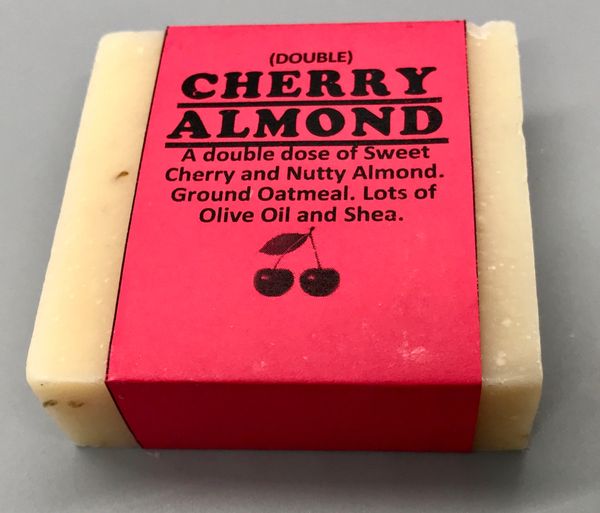 (DOUBLE)
CHERRY
ALMOND
A double dose of Sweet
Cherry and Nutty Almond.
Ground Oatmeal. Lots of
Olive Oil and Shea.